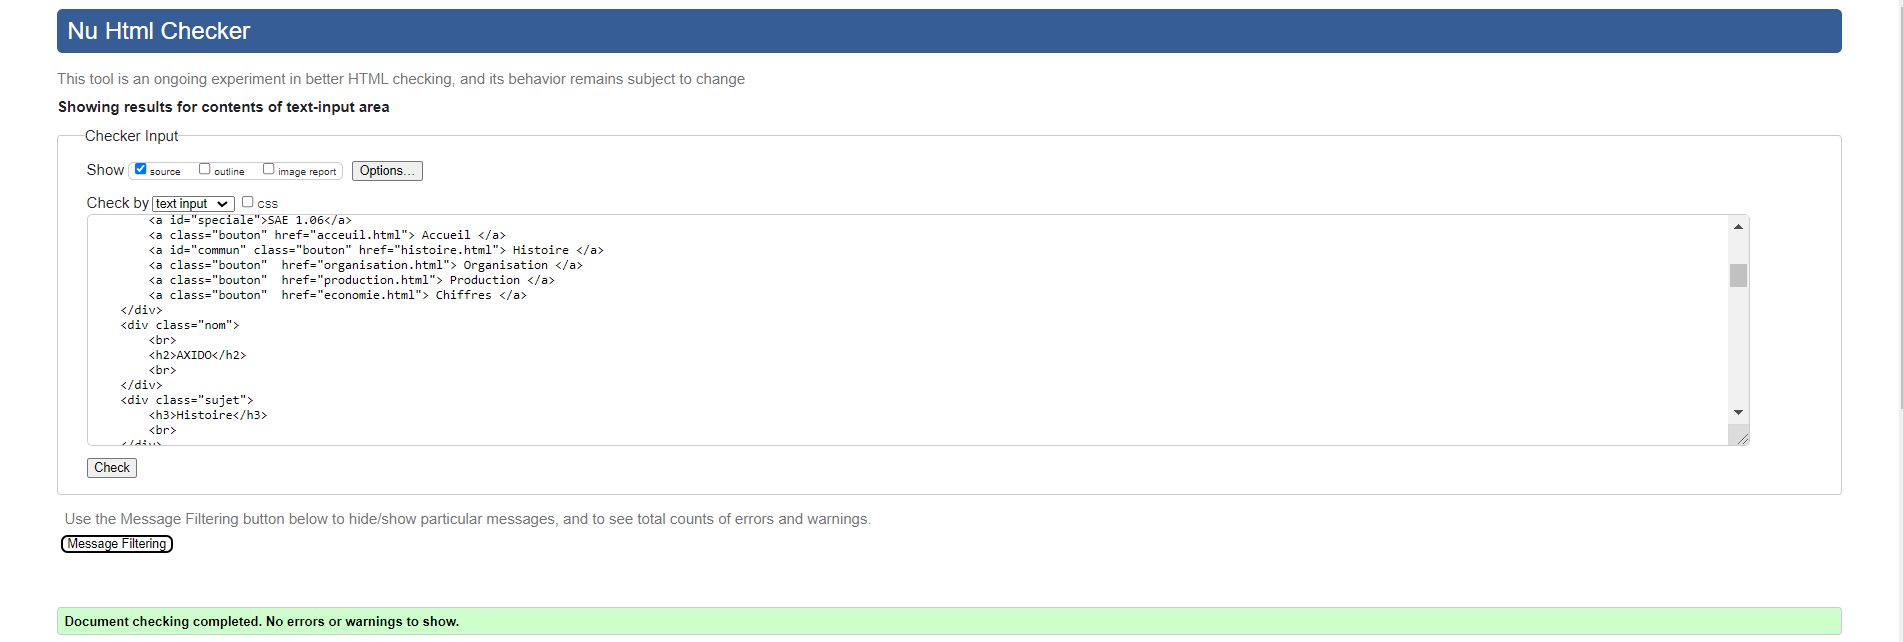 Nu Html Checker
This tool is an ongoing experiment in better HTML checking, and its behavior remains subject to change
Showing results for contents of text-input area
Checker Input
Show source outline image report Options...
Check by text input css
<a id="speciale">SAE 1.06</a>
<a class="bouton" href="acceuil.html"> Accueil </a>
<a id="commun" class="bouton" href="histoire.html"> Histoire </a>
<a class="bouton"  href="organisation.html"> Organisation </a>
<a class="bouton"  href="production.html"> Production </a>
<a class="bouton"  href="economie.html"> Chiffres </a>
</div>
<div class="nom">
<br>
<h2>AXIDO</h2>
<br>
</div>
<div class="sujet">
<h3>Histoire</h3>
<br>
</div>
Check
Use the Message Filtering button below to hide/show particular messages, and to see total counts of errors and warnings.
Message Filtering
Document checking completed. No errors or warnings to show.